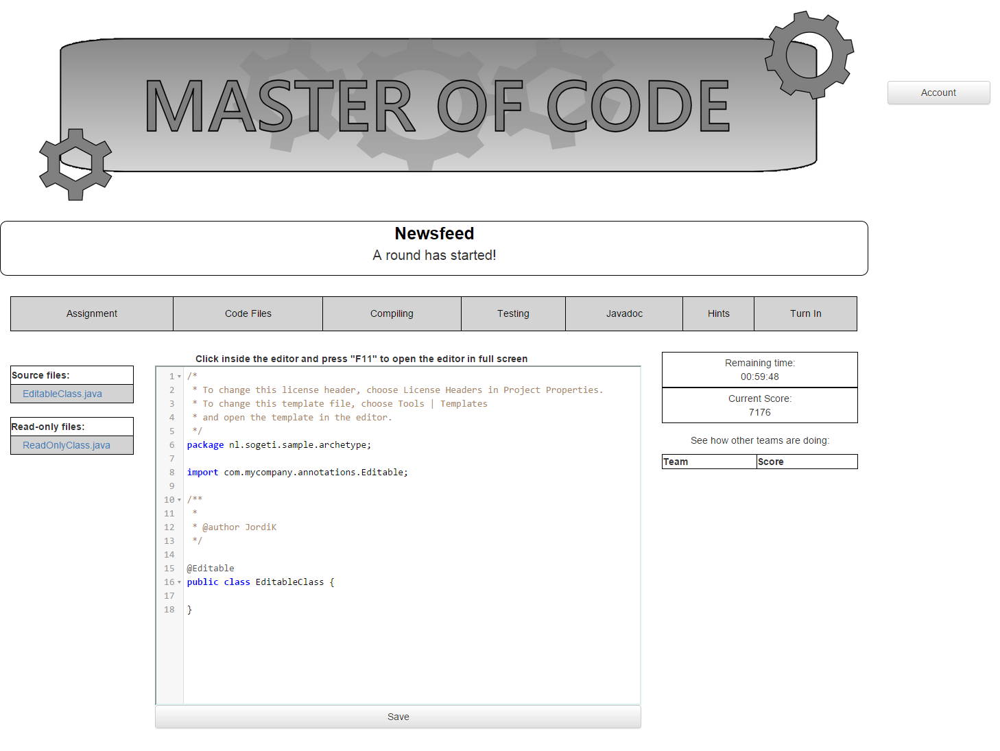 MASTER OF CODE
Account
Newsfeed
A round has started!
Assignment Code Files Compiling Testing Javadoc Hints Turn In
Click inside the editor and press "F11" to open the editor in full screen
Source files:
EditableClass.java
Read-only files:
ReadOnlyClass.java
1 /*
2  * To change this license header, choose License Headers in Project Properties.
3  * To change this template file, choose Tools | Templates
4  * and open the template in the editor.
5  */
6 package nl.sogeti.sample.archetype;
7
8 import com.mycompany.annotations.Editable;
9
10 /**
11  *
12  * @author JordiK
13  */
14
15 @Editable
16 public class EditableClass {
17
18 }
Save
Remaining time:
00:59:48
Current Score:
7176
See how other teams are doing:
Team Score